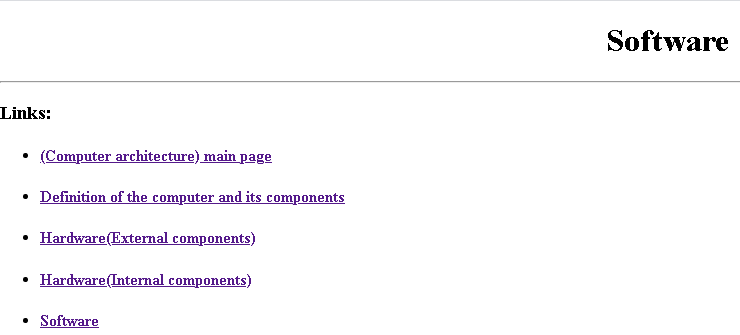 Software
Links:
(Computer architecture) main page
Definition of the computer and its components
Hardware(External components)
Hardware(Internal components)
Software